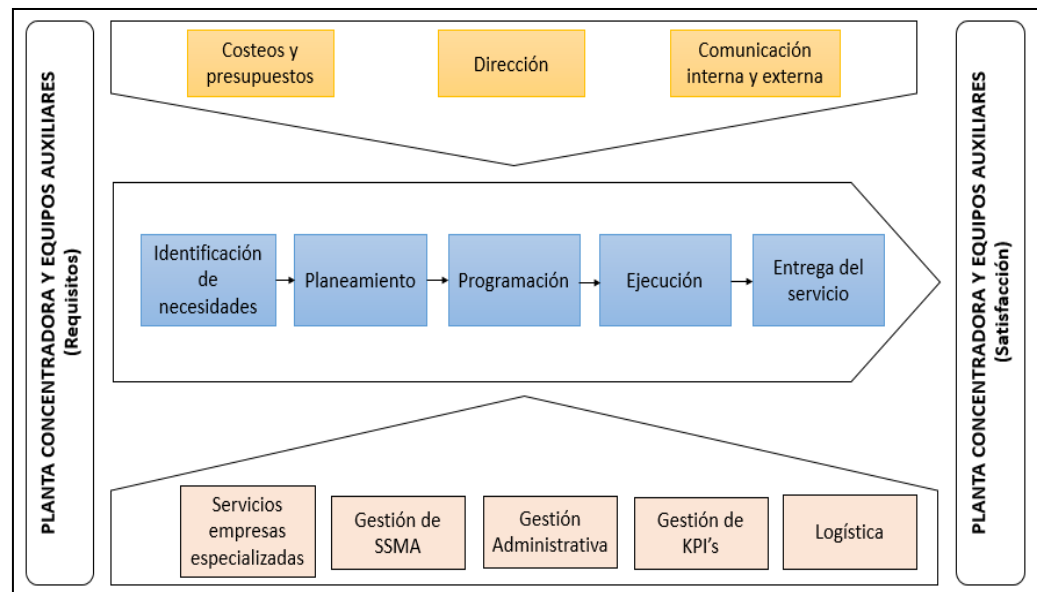 PLANTA CONCENTRADORA Y EQUIPOS AUXILIARES
(Requisitos)
Costeos y
presupuestos
Dirección
Comunicación
interna y externa
Identificación
de
necesidades
Planeamiento
Programación
Ejecución
Entrega del
servicio
Servicios
empresas
especializadas
Gestión de
SSMA
Gestión
Administrativa
Gestión de
KPI's
Logística
PLANTA CONCENTRADORA Y EQUIPOS AUXILIARES
(Satisfacción)